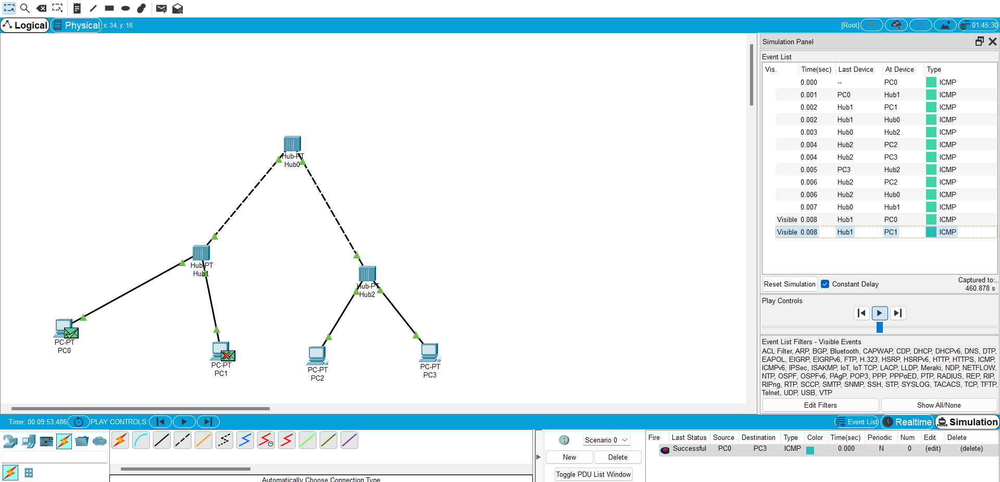 Logical
Physical x: 34, y: 16
[Root]
01:45:30
Simulation Panel
Event List
Vis. Time(sec) Last Device At Device Type
0.000 -- PC0 ICMP
0.001 PC0 Hub1 ICMP
0.002 Hub1 PC1 ICMP
0.002 Hub1 Hub0 ICMP
0.003 Hub0 Hub2 ICMP
0.004 Hub2 PC2 ICMP
0.004 Hub2 PC3 ICMP
0.005 PC3 Hub2 ICMP
0.006 Hub2 PC2 ICMP
0.006 Hub2 Hub0 ICMP
0.007 Hub0 Hub1 ICMP
Visible 0.008 Hub1 PC0 ICMP
Visible 0.008 Hub1 PC1 ICMP
Reset Simulation Constant Delay
Captured to:
460.878 s
Play Controls
Event List Filters - Visible Events
ACL Filter, ARP, BGP, Bluetooth, CAPWAP, CDP, DHCP, DHCPv6, DNS, DTP,
EAPOL, EIGRP, EIGRPv6, FTP, H.323, HSRP, HSRPv6, HTTP, HTTPS, ICMP,
ICMPv6, IPSec, ISAKMP, IoT, IoT TCP, LACP, LLDP, Meraki, NDP, NETFLOW,
NTP, OSPF, OSPFv6, PAgP, POP3, PPP, PPPoED, PTP, RADIUS, REP, RIP,
RIPng, RTP, SCCP, SMTP, SNMP, SSH, STP, SYSLOG, TACACS, TCP, TFTP,
Telnet, UDP, USB, VTP
Edit Filters Show All/None
Hub-PT
Hub0
Hub-PT
Hub1
Hub-PT
Hub2
PC-PT
PC0
PC-PT
PC1
PC-PT
PC2
PC-PT
PC3
Time: 00:09:53.486 PLAY CONTROLS:
Event List Realtime Simulation
Automatically Choose Connection Type
Scenario 0
New Delete
Toggle PDU List Window
Fire Last Status Source Destination Type Color Time(sec) Periodic Num Edit Delete
Successful PC0 PC3 ICMP 0.000 N 0 (edit) (delete)